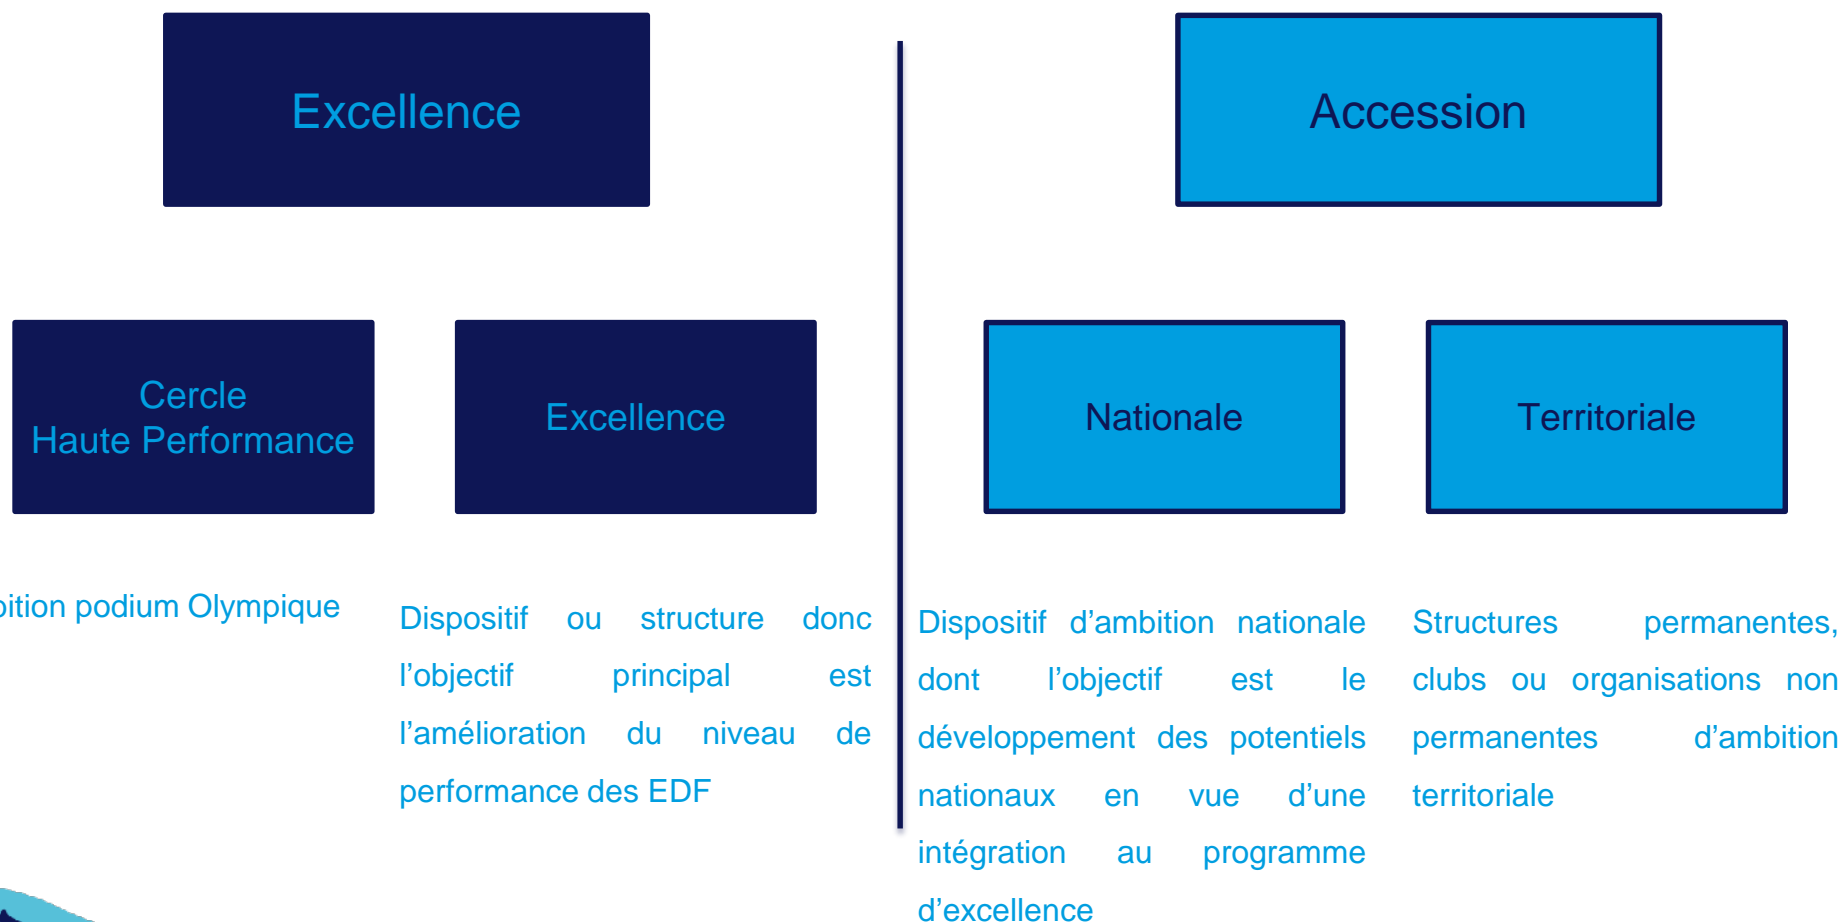 Excellence
Accession
Cercle
Haute Performance
Excellence
Nationale
Territoriale
podium Olympique
Dispositif ou structure donc
l’objectif principal est
l’amélioration du niveau de
performance des EDF
Dispositif d’ambition nationale
dont l’objectif est le
développement des potentiels
nationaux en vue d’une
intégration au programme
d’excellence
Structures permanentes,
clubs ou organisations non
permanentes d’ambition
territoriale